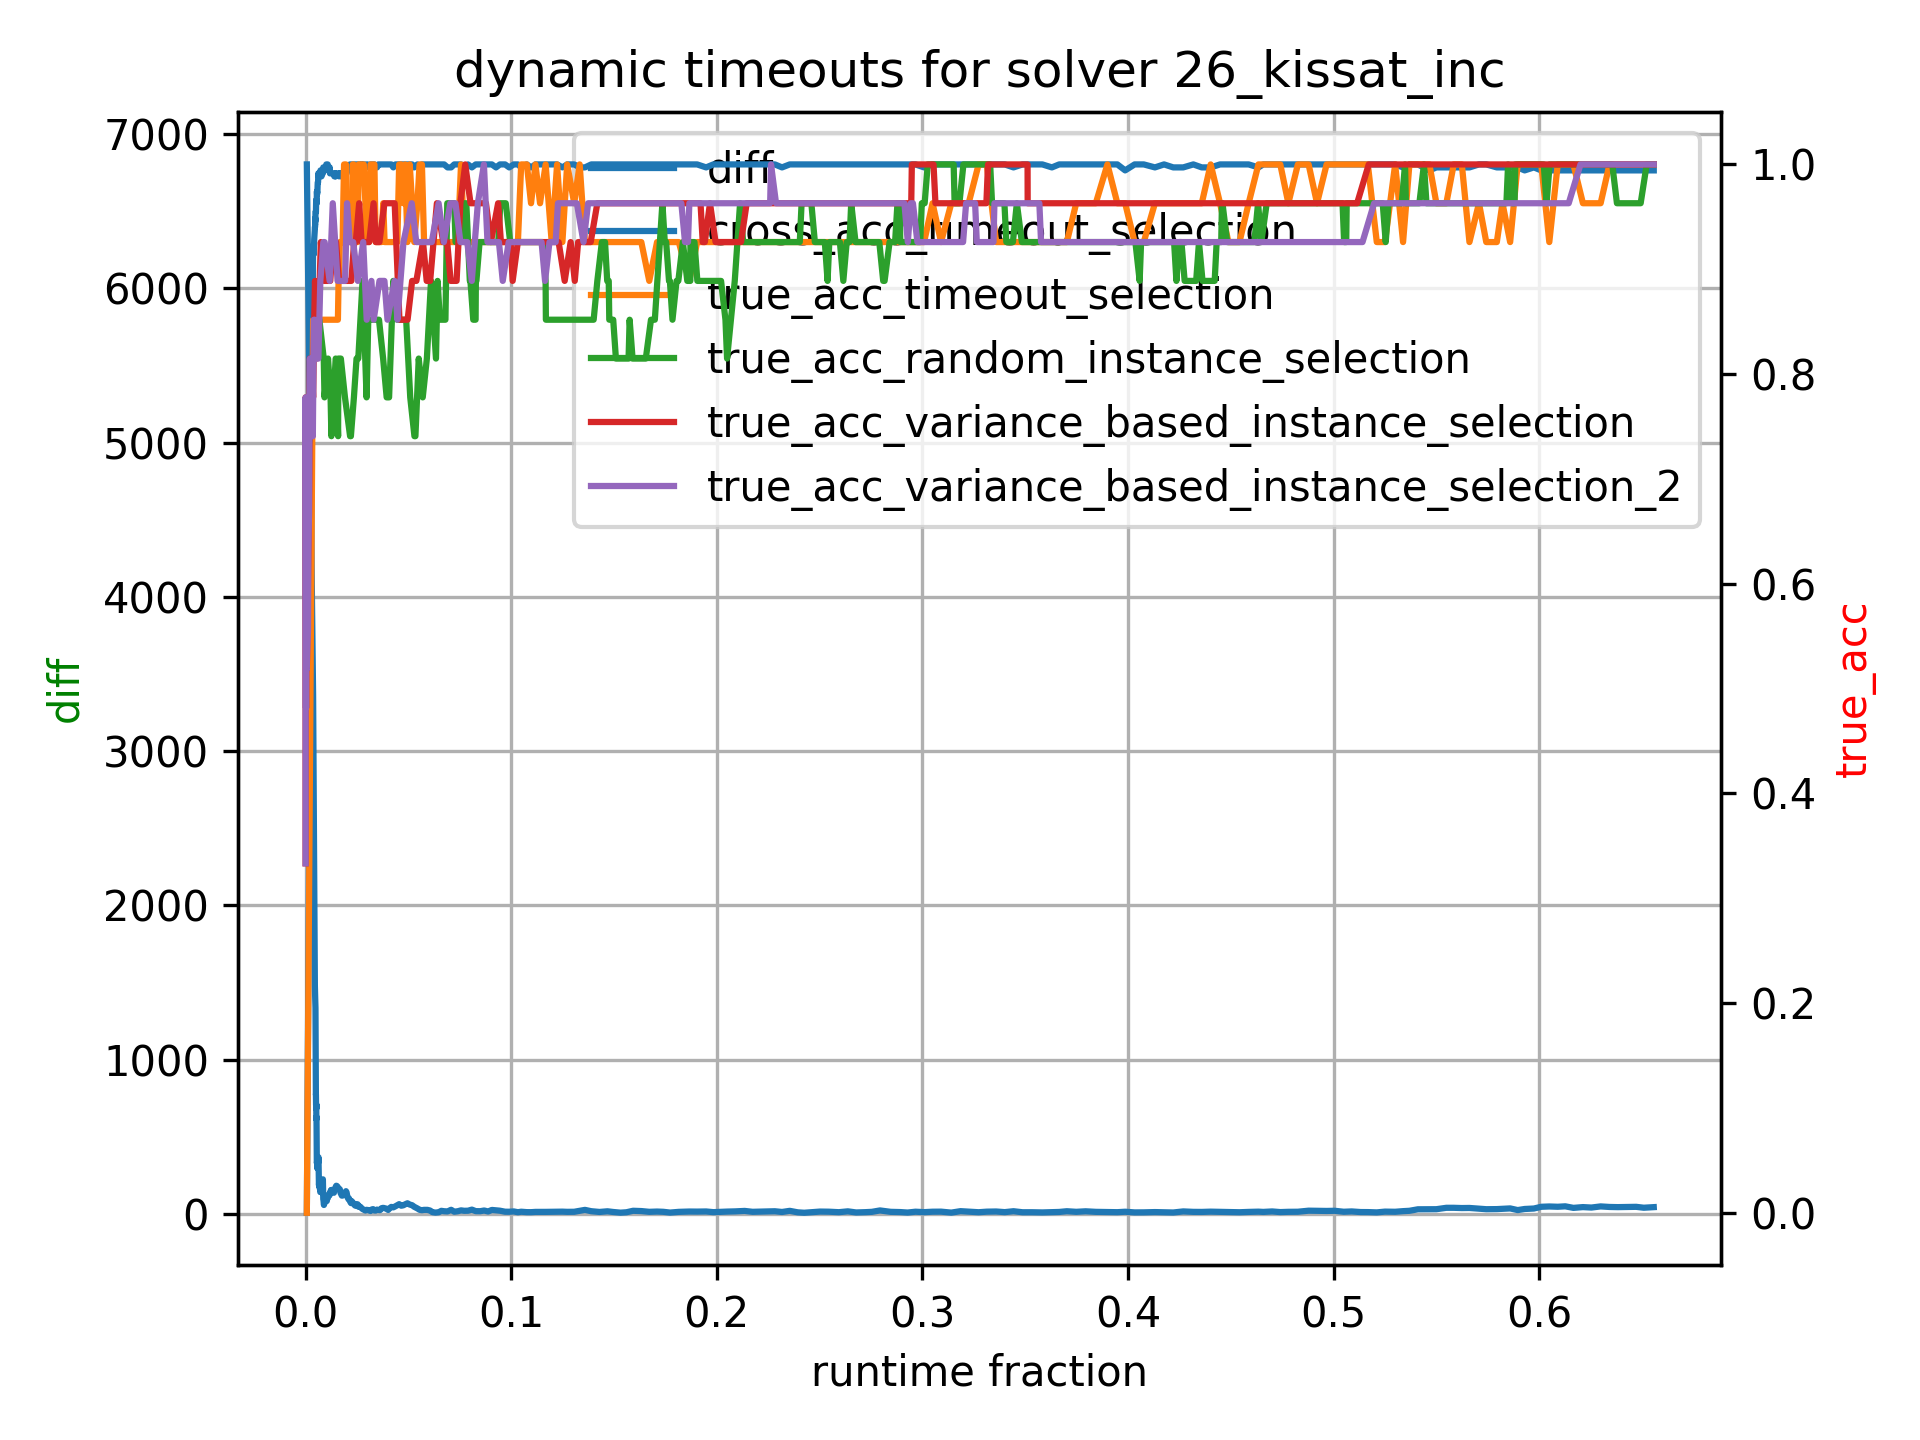 dynamic timeouts for solver 26_kissat_inc
7000
6000
5000
4000
3000
2000
1000
0
diff
diff
cross_acc_timeout_selection
true_acc_timeout_selection
true_acc_random_instance_selection
true_acc_variance_based_instance_selection
true_acc_variance_based_instance_selection_2
1.0
0.8
0.6
0.4
0.2
0.0
true_acc
0.0 0.1 0.2 0.3 0.4 0.5 0.6
runtime fraction